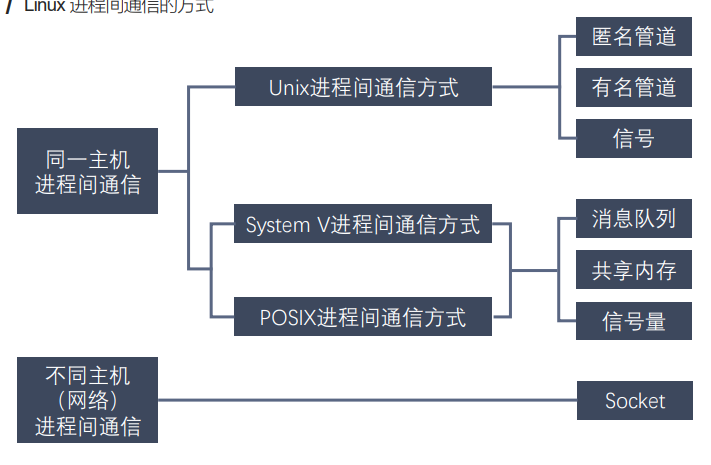 / Linux 进程间通信的方式
匿名管道
Unix进程间通信方式
有名管道
信号
同一主机
进程间通信
System V进程间通信方式
POSIX进程间通信方式
消息队列
共享内存
信号量
不同主机
（网络）
进程间通信
Socket